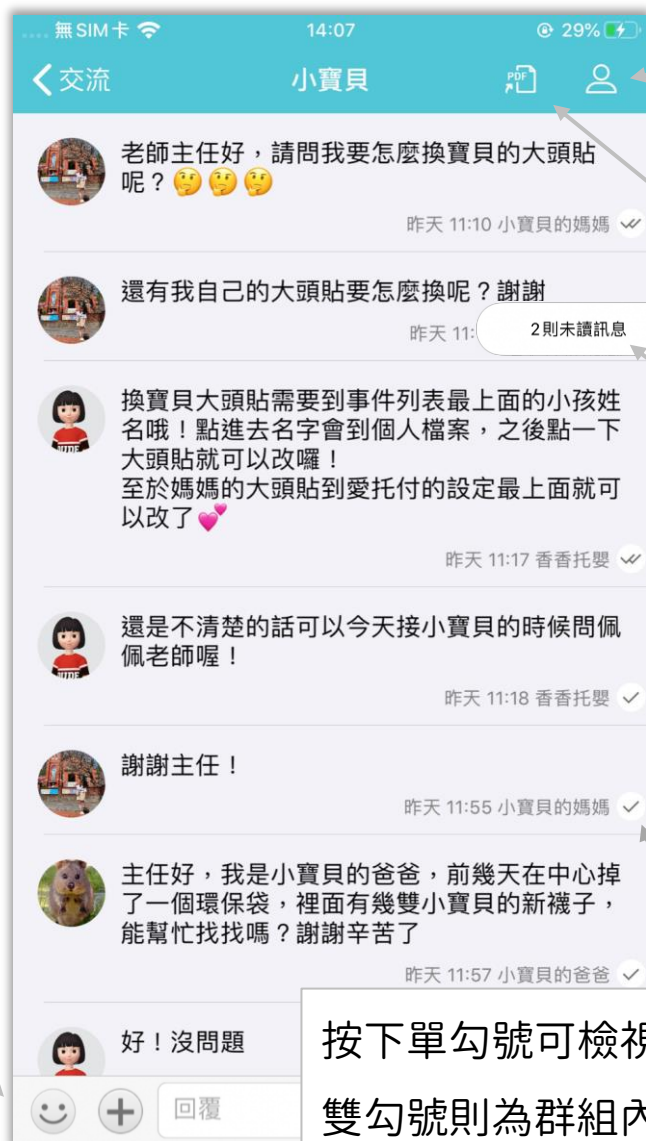 無SIM卡
14:07
29%
交流
小寶貝
PDF
老師主任好，請問我要怎麼換寶貝的大頭貼
呢？🤔🤔🤔
昨天 11:10 小寶貝的媽媽
還有我自己的大頭貼要怎麼換呢？謝謝
昨天 11:
2則未讀訊息
換寶貝大頭貼需要到事件列表最上面的小孩姓
名哦！點進去名字會到個人檔案，之後點一下
大頭貼就可以改囉！
至於媽媽的大頭貼到愛托付的設定最上面就可
以改了💕
昨天 11:17 香香托嬰
還是不清楚的話可以今天接小寶貝的時候問佩
佩老師喔！
昨天 11:18 香香托嬰
謝謝主任！
昨天 11:55 小寶貝的媽媽
主任好，我是小寶貝的爸爸，前幾天在中心掉
了一個環保袋，裡面有幾雙小寶貝的新襪子，
能幫忙找找嗎？謝謝辛苦了
昨天 11:57 小寶貝的爸爸
好！沒問題
回覆
按下單勾號可檢視
雙勾號則為群組內